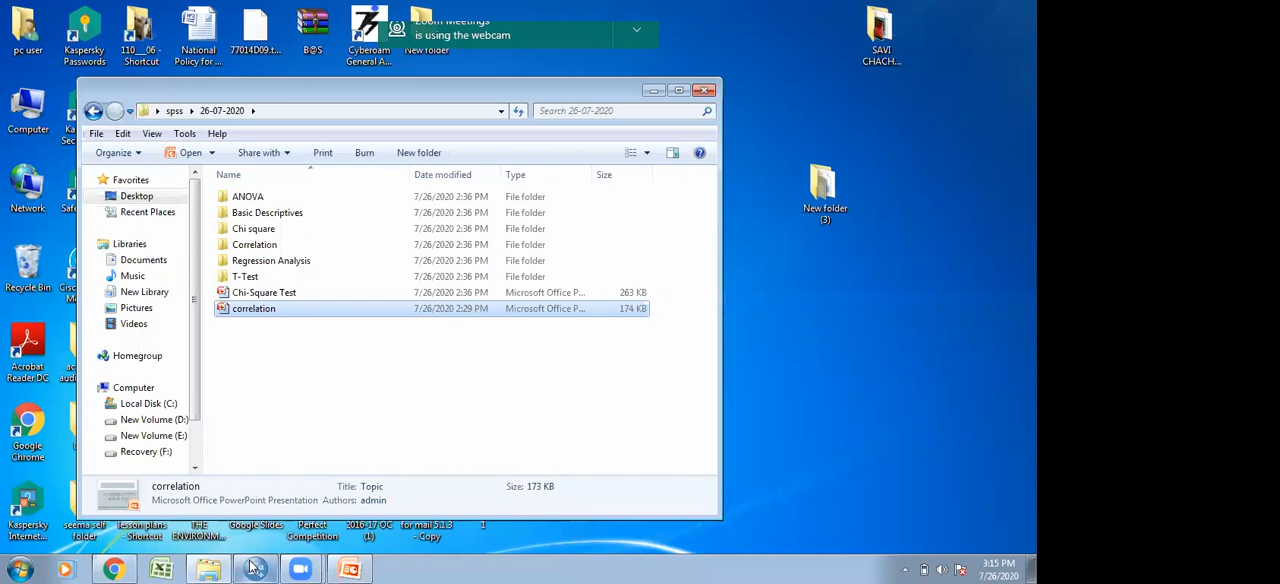 Zoom Meetings
is using the webcam
pc user
Kaspersky
Passwords
110___06 -
Shortcut
National
Policy for ...
77014D09.t...
B@S
Cyberoam
General A...
New folder
SAVI
CHACH...
Computer
Network
Recycle Bin
Acrobat
Reader DC
Google
Chrome
Kaspersky
Internet...
New folder
(3)
spss
26-07-2020
Search 26-07-2020
File Edit View Tools Help
Organize Open Share with Print Burn New folder
Favorites
Desktop
Recent Places
Libraries
Documents
Music
New Library
Pictures
Videos
Homegroup
Computer
Local Disk (C:)
New Volume (D:)
New Volume (E:)
Recovery (F:)
Name Date modified Type Size
ANOVA 7/26/2020 2:36 PM File folder
Basic Descriptives 7/26/2020 2:36 PM File folder
Chi square 7/26/2020 2:36 PM File folder
Correlation 7/26/2020 2:36 PM File folder
Regression Analysis 7/26/2020 2:36 PM File folder
T-Test 7/26/2020 2:36 PM File folder
Chi-Square Test 7/26/2020 2:36 PM Microsoft Office P... 263 KB
correlation 7/26/2020 2:29 PM Microsoft Office P... 174 KB
correlation Title: Topic Size: 173 KB
Microsoft Office PowerPoint Presentation Authors: admin
seema self
folder
lesson plans
- Shortcut
THE
ENVIRONM...
Google Slides
Perfect
Competition
2016-17 OC
(1)
for mail 5.1.3
- Copy
1
3:15 PM
7/26/2020